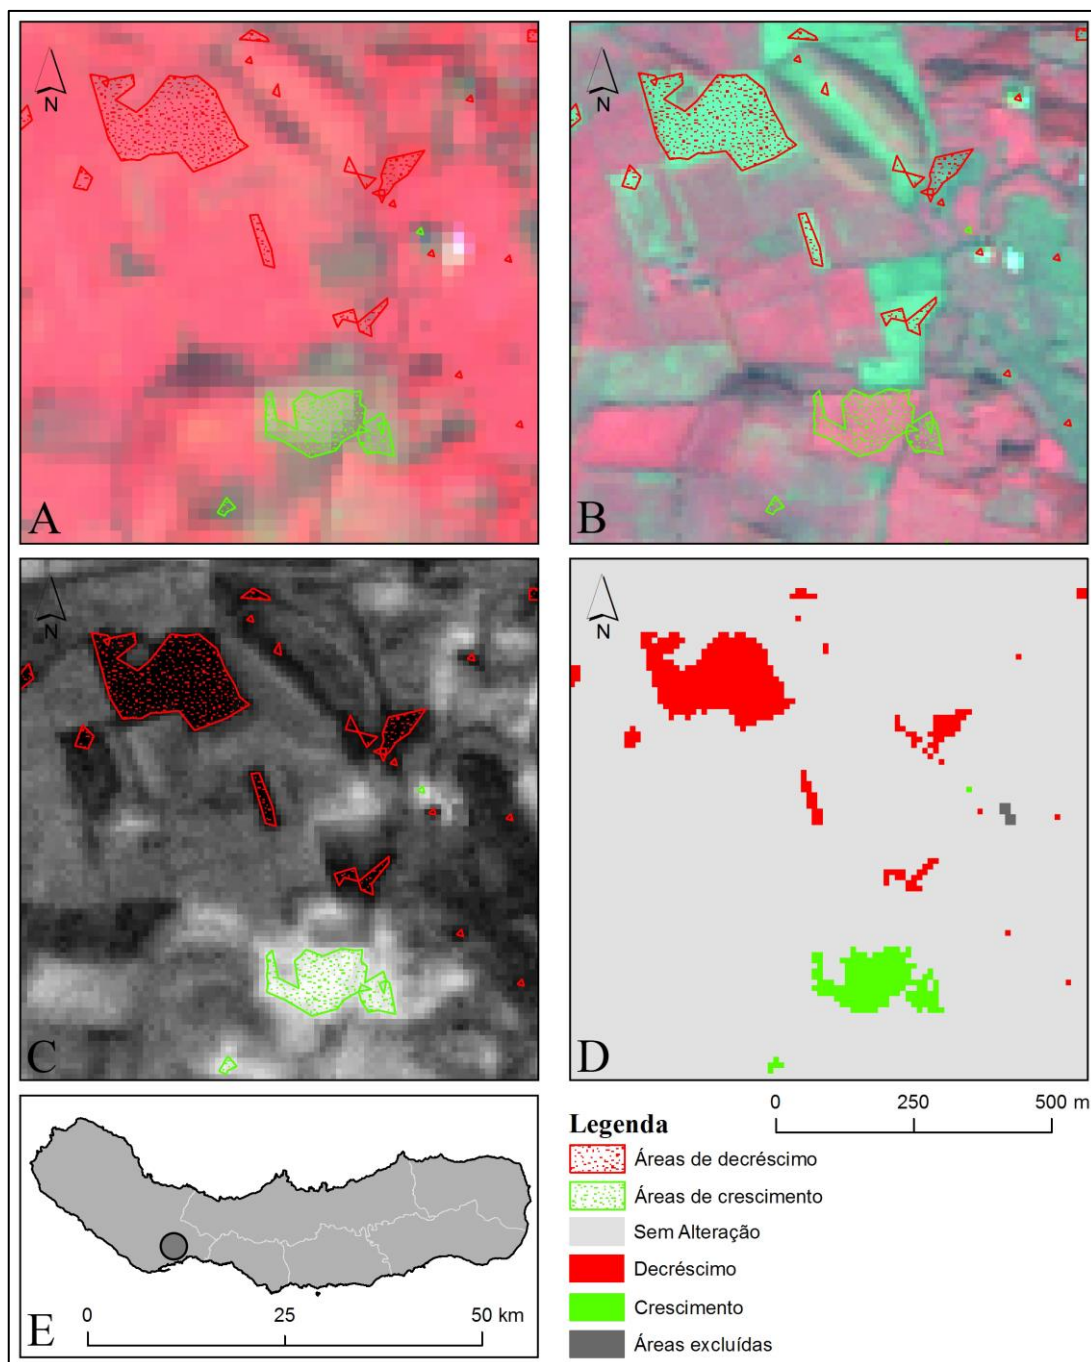 N
N
A
B
N
N
C
D
0 250 500 m
Legenda
Áreas de decréscimo
Áreas de crescimento
Sem Alteração
Decréscimo
Crescimento
Áreas excluídas
0 25 50 km
E